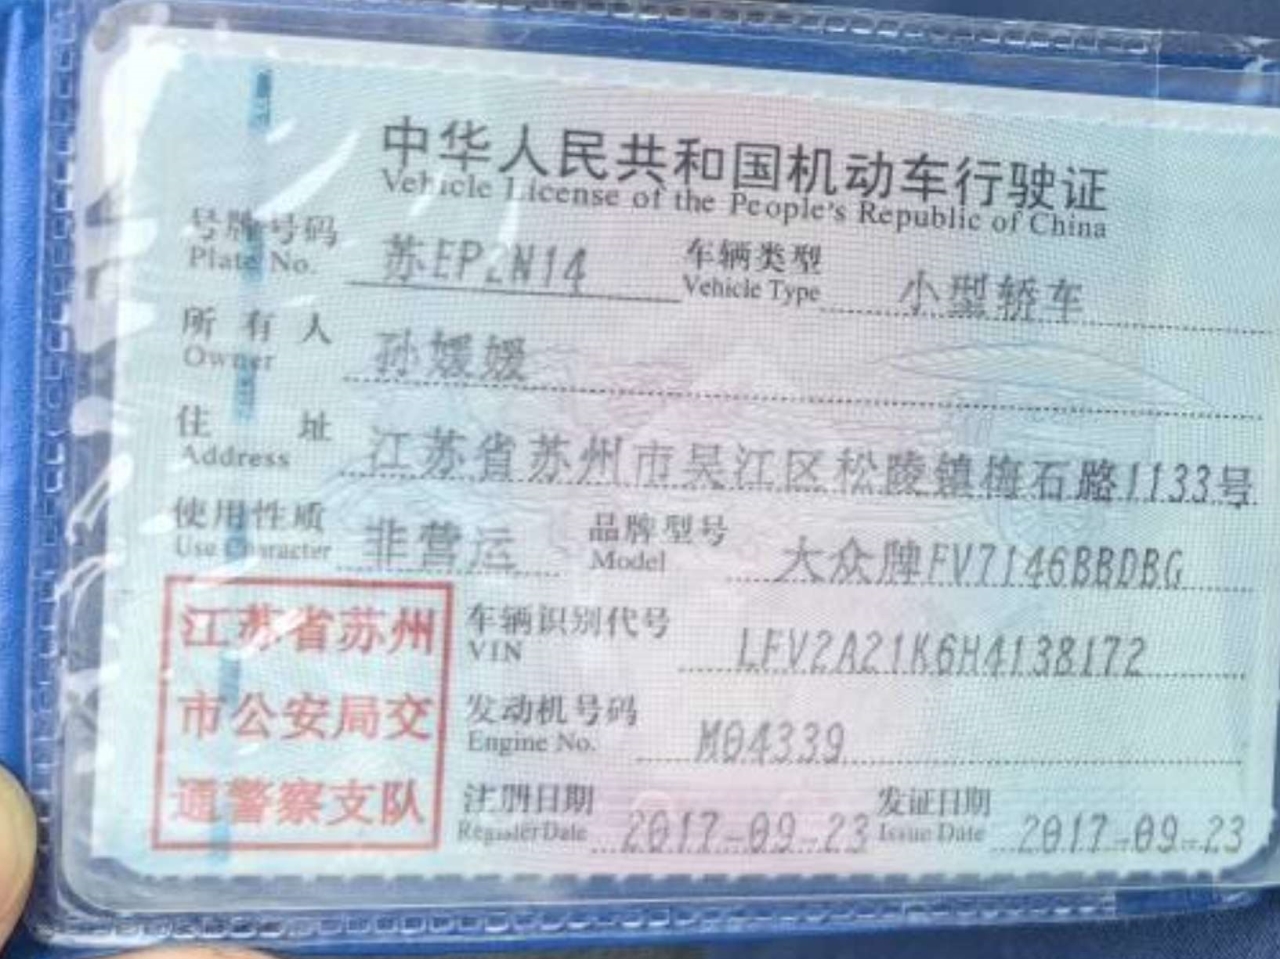 中华人民共和国机动车行驶证
Vehicle License of the People's Republic of China
号牌号码 苏EP2N14 车辆类型 小型轿车
Plate No. Vehicle Type
所有人 孙媛媛
Owner
住址 江苏省苏州市吴江区松陵镇梅石路1133号
Address
使用性质 非营运 品牌型号 大众牌FV7146BBDBG
Use Character Model
江苏省苏州
市公安局交
通警察支队
车辆识别代号 LFV2A21K6H4138172
VIN
发动机号码 M04339
Engine No.
注册日期 2017-09-23 发证日期 2017-09-23
Register Date Issue Date